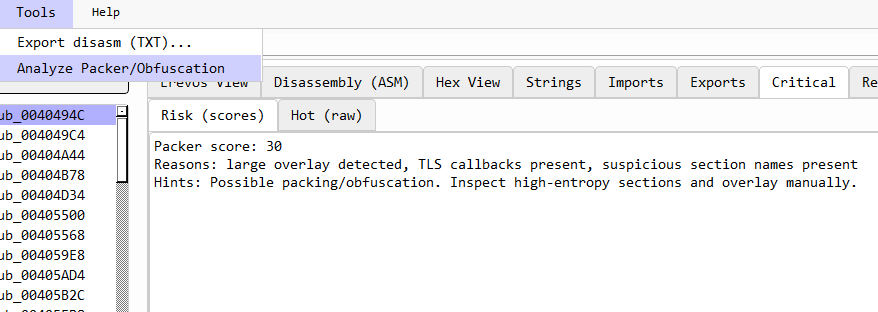 Tools Help
Export disasm (TXT)...
Analyze Packer/Obfuscation
View Disassembly (ASM) Hex View Strings Imports Exports Critical Re
Risk (scores) Hot (raw)
ub_0040494C
ub_004049C4
ub_00404A44
ub_00404B78
ub_00404D34
ub_00405500
ub_00405568
ub_004059E8
ub_00405AD4
ub_00405B2C
Packer score: 30
Reasons: large overlay detected, TLS callbacks present, suspicious section names present
Hints: Possible packing/obfuscation. Inspect high-entropy sections and overlay manually.